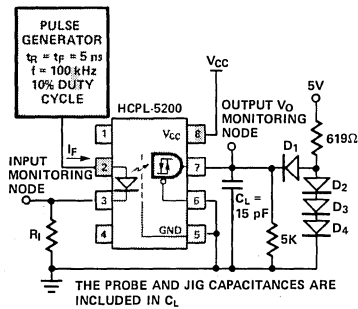 PULSE
GENERATOR
tR = tF = 5 ns
f = 100 kHz
10% DUTY
CYCLE
VCC
HCPL-5200
OUTPUT VO
MONITORING
NODE
5V
1
VCC
8
D1
619Ω
IF
2
7
INPUT
MONITORING
NODE
D2
3
6
CL =
15 pF
D3
D4
RI
4
GND
5
5K
THE PROBE AND JIG CAPACITANCES ARE
INCLUDED IN CL